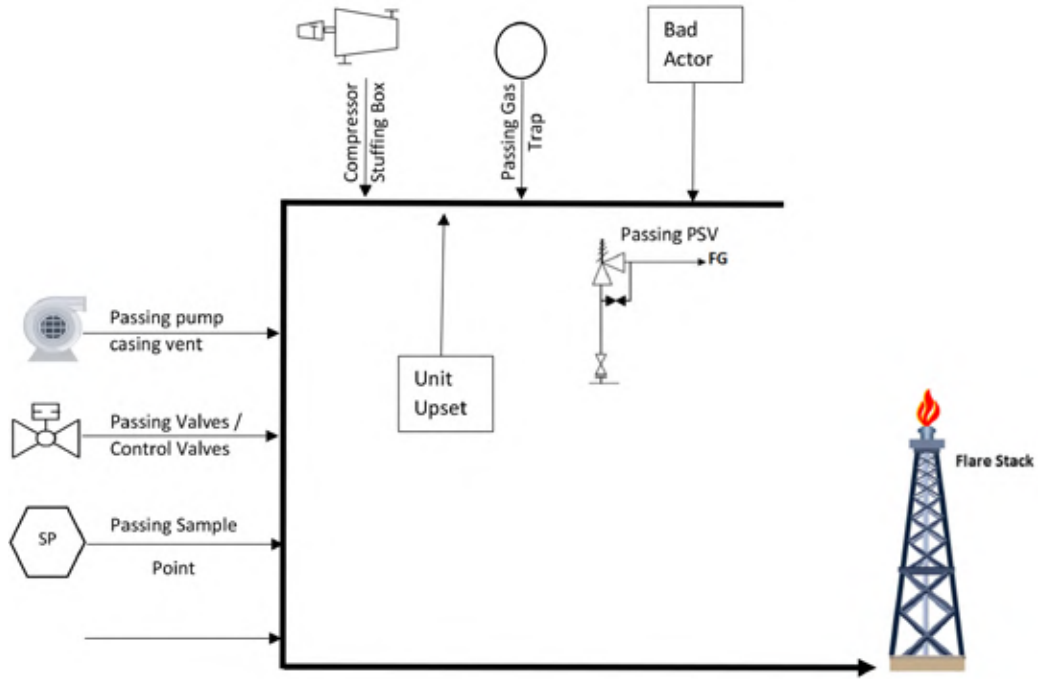 Bad
Actor
Compressor
Stuffing Box
Passing Gas
Trap
Passing PSV
FG
Passing pump
casing vent
Unit
Upset
Passing Valves /
Control Valves
Flare Stack
SP
Passing Sample
Point